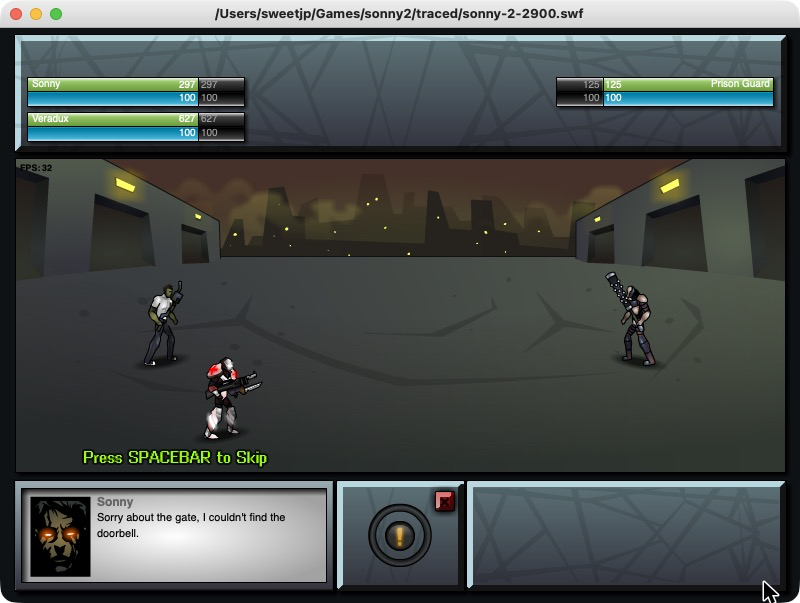 /Users/sweetjp/Games/sonny2/traced/sonny-2-2900.swf
Sonny 297 297
100 100
Veradux 627 627
100 100
125 125 Prison Guard
100 100
FPS:32
Press SPACEBAR to Skip
Sonny
Sorry about the gate, I couldn't find the
doorbell.
!